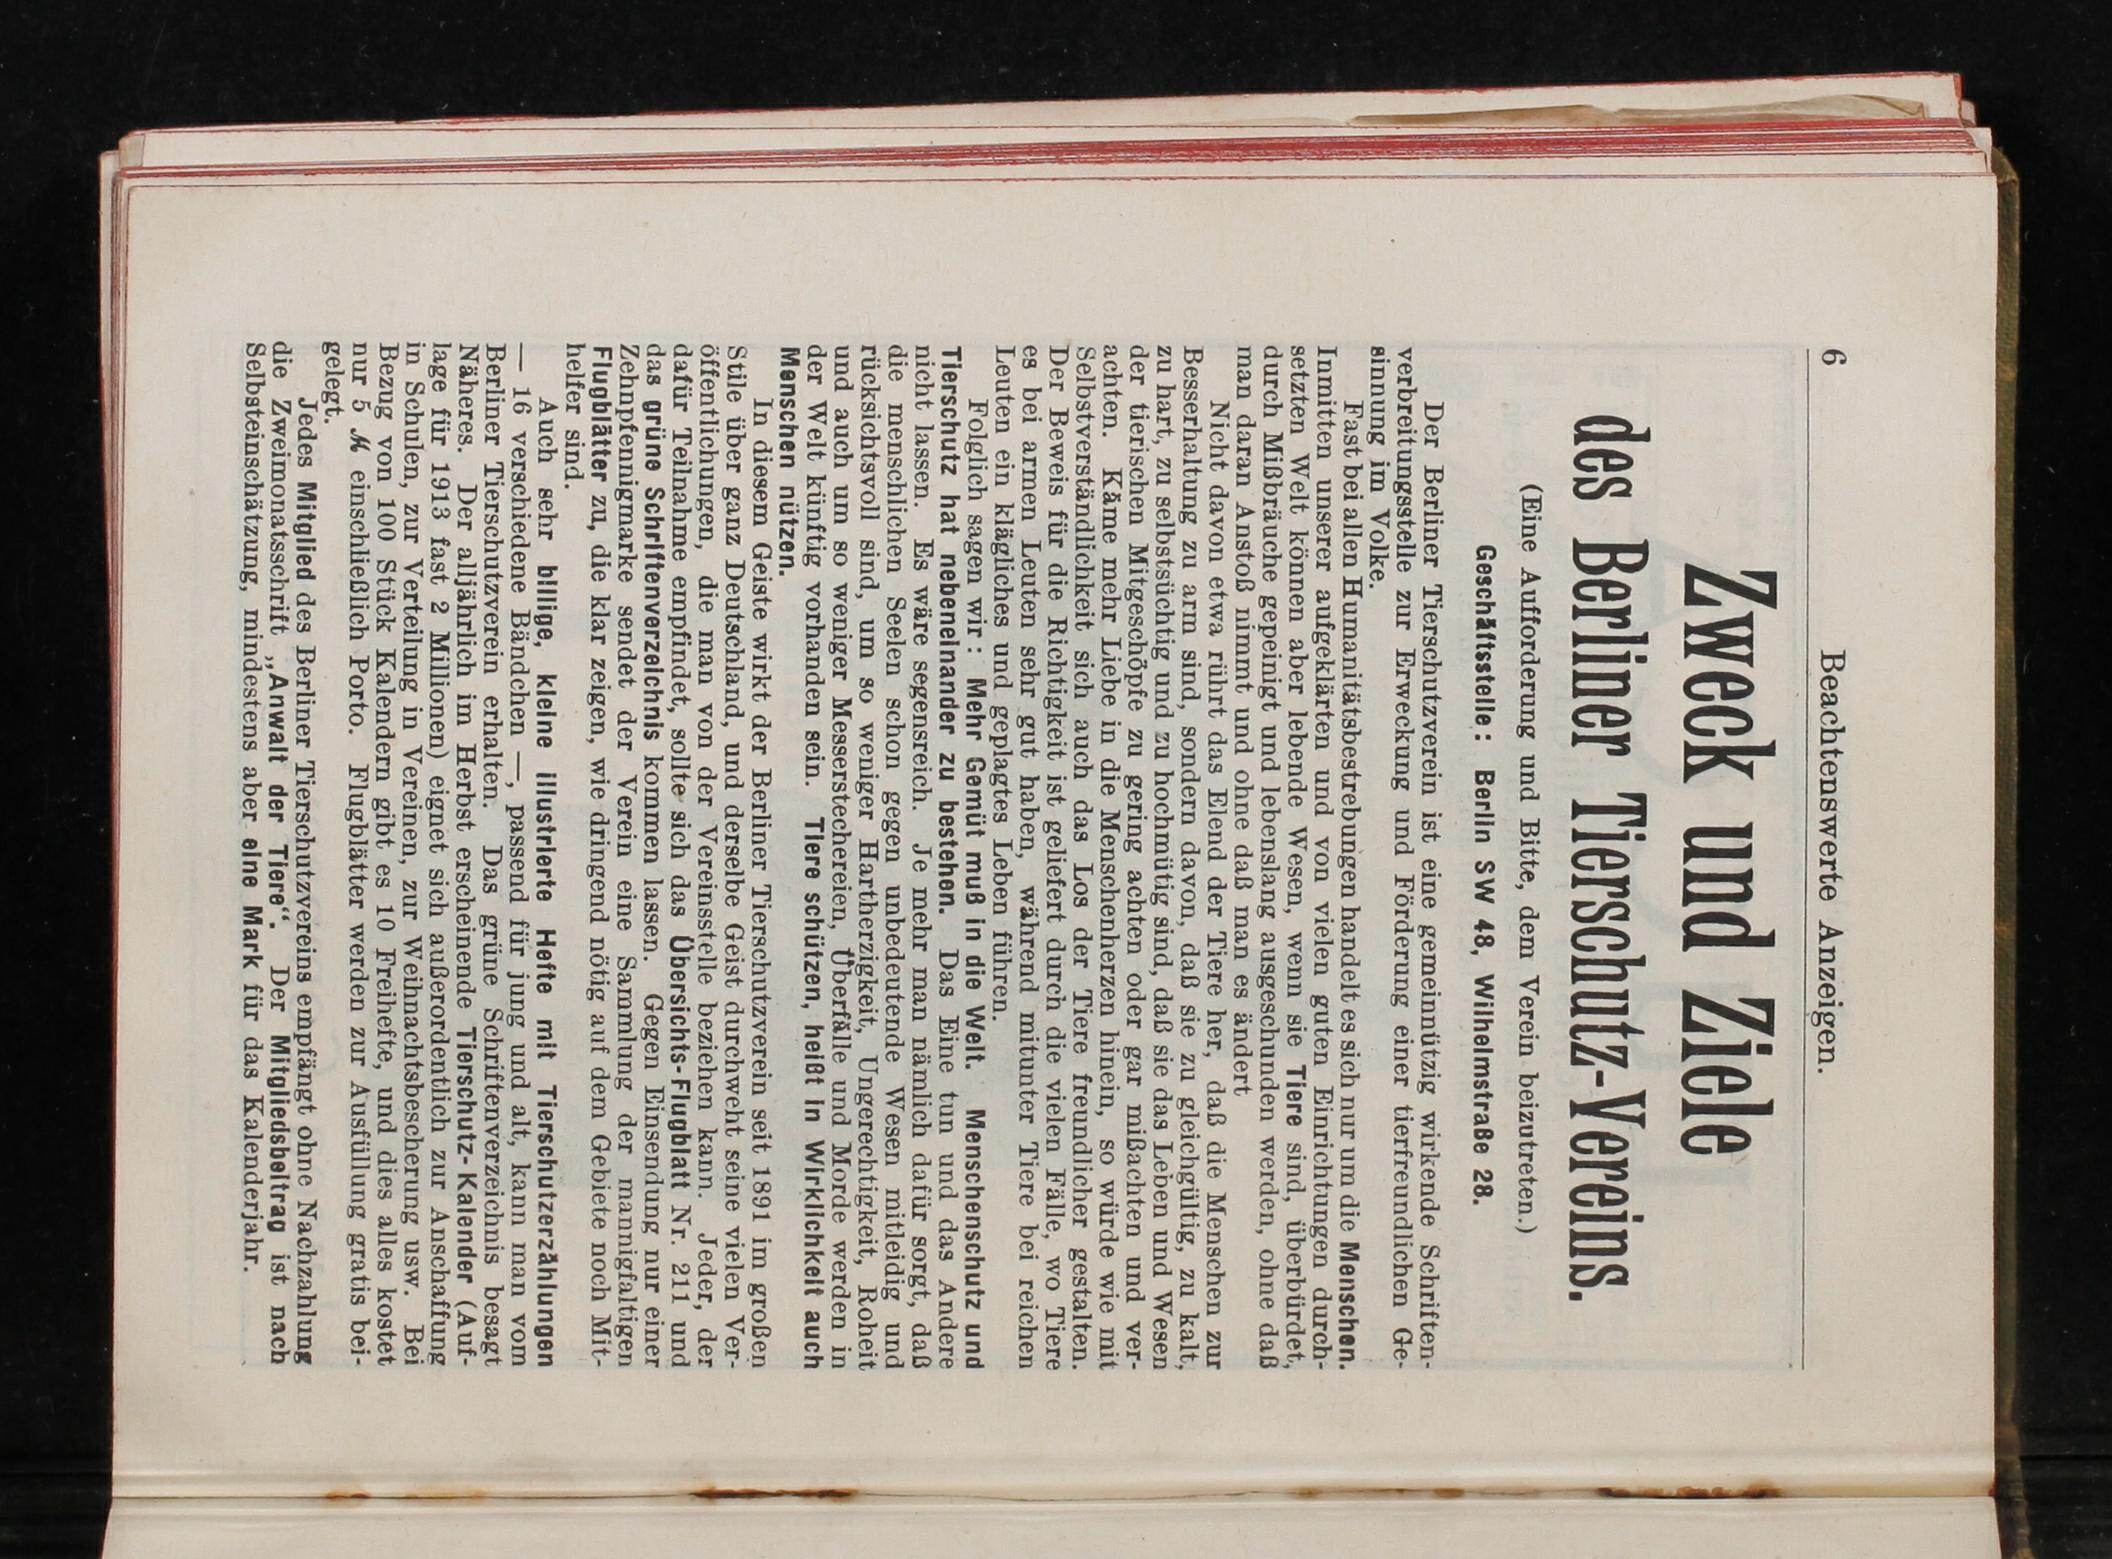 6 Beachtenswerte Anzeigen.
Zweck und Ziele
des Berliner Tierschutz-Vereins.
(Eine Aufforderung und Bitte, dem Verein beizutreten.)
Geschäftsstelle: Berlin SW 48, Wilhelmstraße 28.
Der Berliner Tierschutzverein ist eine gemeinnützig wirkende Schriften-
verbreitungsstelle zur Erweckung und Förderung einer tierfreundlichen Ge-
sinnung im Volke.
Fast bei allen Humanitätsbestrebungen handelt es sich nur um die Menschen.
Inmitten unserer aufgeklärten und von vielen guten Einrichtungen durch-
setzten Welt können aber lebende Wesen, wenn sie Tiere sind, überbürdet,
durch Mißbräuche gepeinigt und lebenslang ausgeschunden werden, ohne daß
man daran Anstoß nimmt und ohne daß man es ändert
Nicht davon etwa rührt das Elend der Tiere her, daß die Menschen zur
Besserhaltung zu arm sind, sondern davon, daß sie zu gleichgültig, zu kalt,
zu hart, zu selbstsüchtig und zu hochmütig sind, daß sie das Leben und Wesen
der tierischen Mitgeschöpfe zu gering achten oder gar mißachten und ver-
achten. Käme mehr Liebe in die Menschenherzen hinein, so würde wie mit
Selbstverständlichkeit sich auch das Los der Tiere freundlicher gestalten.
Der Beweis für die Richtigkeit ist geliefert durch die vielen Fälle, wo Tiere
es bei armen Leuten sehr gut haben, während mitunter Tiere bei reichen
Leuten ein klägliches und geplagtes Leben führen.
Folglich sagen wir: Mehr Gemüt muß in die Welt. Menschenschutz und
Tierschutz hat nebeneinander zu bestehen. Das Eine tun und das Andere
nicht lassen. Es wäre segensreich. Je mehr man nämlich dafür sorgt, daß
die menschlichen Seelen schon gegen unbedeutende Wesen mitleidig und
rücksichtsvoll sind, um so weniger Hartherzigkeit, Ungerechtigkeit, Roheit
und auch um so weniger Messerstechereien, Überfälle und Morde werden in
der Welt künftig vorhanden sein. Tiere schützen, heißt in Wirklichkeit auch
Menschen nützen.
In diesem Geiste wirkt der Berliner Tierschutzverein seit 1891 im großen
Stile über ganz Deutschland, und derselbe Geist durchweht seine vielen Ver-
öffentlichungen, die man von der Vereinsstelle beziehen kann. Jeder, der
dafür Teilnahme empfindet, sollte sich das Übersichts-Flugblatt Nr. 211 und
das grüne Schriftenverzeichnis kommen lassen. Gegen Einsendung nur einer
Zehnpfennigmarke sendet der Verein eine Sammlung der mannigfaltigen
Flugblätter zu, die klar zeigen, wie dringend nötig auf dem Gebiete noch Mit-
helfer sind.
Auch sehr billige, kleine illustrierte Hefte mit Tierschutzerzählungen
— 16 verschiedene Bändchen —, passend für jung und alt, kann man vom
Berliner Tierschutzverein erhalten. Das grüne Schriftenverzeichnis besagt
Näheres. Der alljährlich im Herbst erscheinende Tierschutz-Kalender (Auf-
lage für 1913 fast 2 Millionen) eignet sich außerordentlich zur Anschaffung
in Schulen, zur Verteilung in Vereinen, zur Weihnachtsbescherung usw. Bei
Bezug von 100 Stück Kalendern gibt es 10 Freihefte, und dies alles kostet
nur 5 ℳ einschließlich Porto. Flugblätter werden zur Ausfüllung gratis bei-
gelegt.
Jedes Mitglied des Berliner Tierschutzvereins empfängt ohne Nachzahlung
die Zweimonatsschrift „Anwalt der Tiere“. Der Mitgliedsbeitrag ist nach
Selbsteinschätzung, mindestens aber eine Mark für das Kalenderjahr.